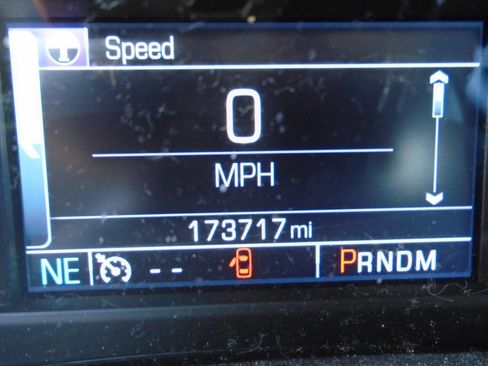 Speed
0
MPH
173717 mi
NE -- PRNDM